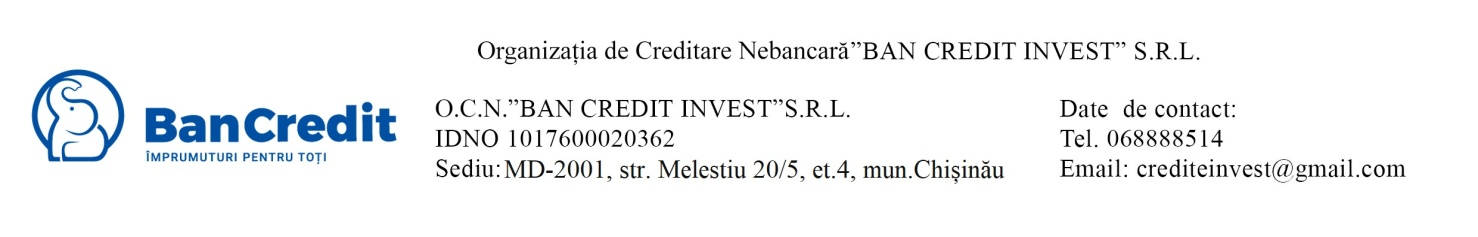 Organizația de Creditare Nebancară”BAN CREDIT INVEST” S.R.L.
BanCredit
ÎMPRUMUTURI PENTRU TOȚI
O.C.N.”BAN CREDIT INVEST”S.R.L.
IDNO 1017600020362
Sediu: MD-2001, str. Melestiu 20/5, et.4, mun.Chișinău
Date de contact:
Tel. 068888514
Email: crediteinvest@gmail.com